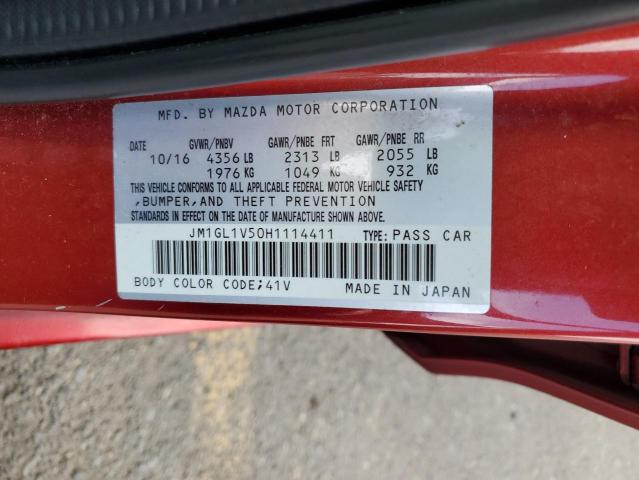 MFD. BY MAZDA MOTOR CORPORATION
DATE GVWR/PNBV GAWR/PNBE FRT GAWR/PNBE RR
10/16 4356 LB 2313 LB 2055 LB
1976 KG 1049 KG 932 KG
THIS VEHICLE CONFORMS TO ALL APPLICABLE FEDERAL MOTOR VEHICLE SAFETY
,BUMPER,AND THEFT PREVENTION
STANDARDS IN EFFECT ON THE DATE OF MANUFACTURE SHOWN ABOVE.
JM1GL1V50H1114411 TYPE: PASS CAR
BODY COLOR CODE;41V MADE IN JAPAN